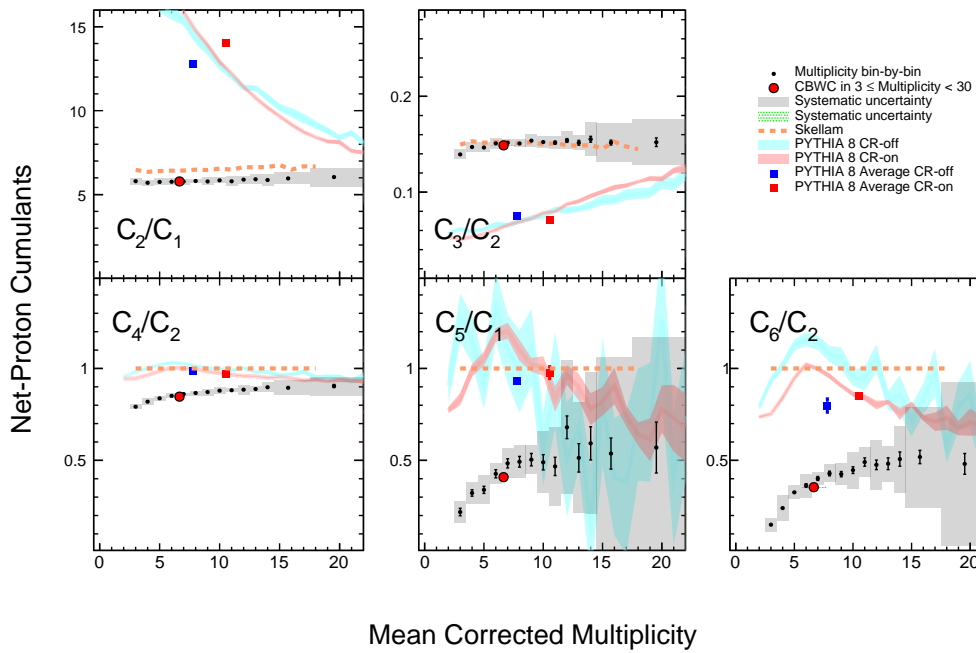 Net-Proton Cumulants
15
10
5
C2/C1
0.2
0.1
C3/C2
Multiplicity bin-by-bin
CBWC in 3 ≤ Multiplicity < 30
Systematic uncertainty
Systematic uncertainty
Skellam
PYTHIA 8 CR-off
PYTHIA 8 CR-on
PYTHIA 8 Average CR-off
PYTHIA 8 Average CR-on
1
0.5
C4/C2
0 5 10 15 20
C5/C1
0 5 10 15 20
1
0.5
C6/C2
0 5 10 15 20
Mean Corrected Multiplicity